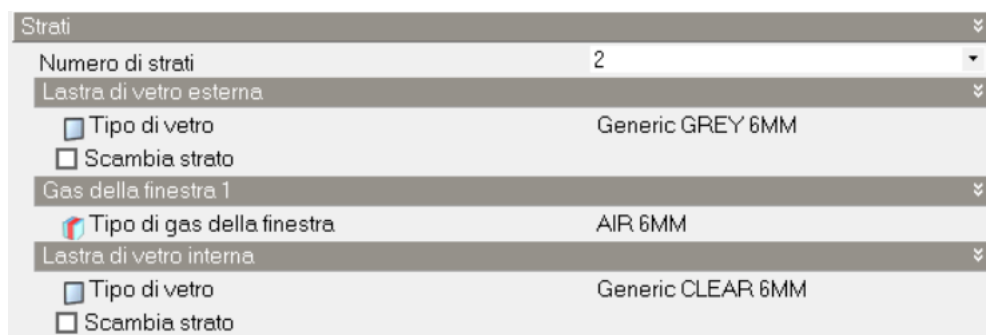 Strati
Numero di strati 2
Lastra di vetro esterna
Tipo di vetro Generic GREY 6MM
Scambia strato
Gas della finestra 1
Tipo di gas della finestra AIR 6MM
Lastra di vetro interna
Tipo di vetro Generic CLEAR 6MM
Scambia strato